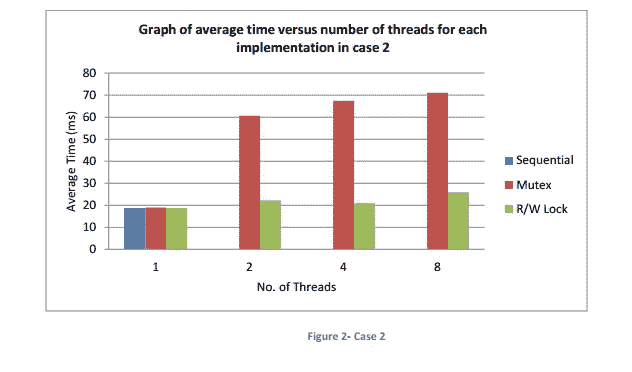 Graph of average time versus number of threads for each
implementation in case 2
80
70
60
50
40
30
20
10
0
Average Time (ms)
1
2
4
8
No. of Threads
Sequential
Mutex
R/W Lock
Figure 2- Case 2